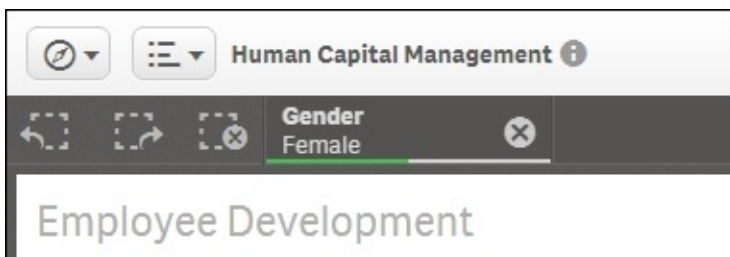 Human Capital Management
Gender
Female
Employee Development